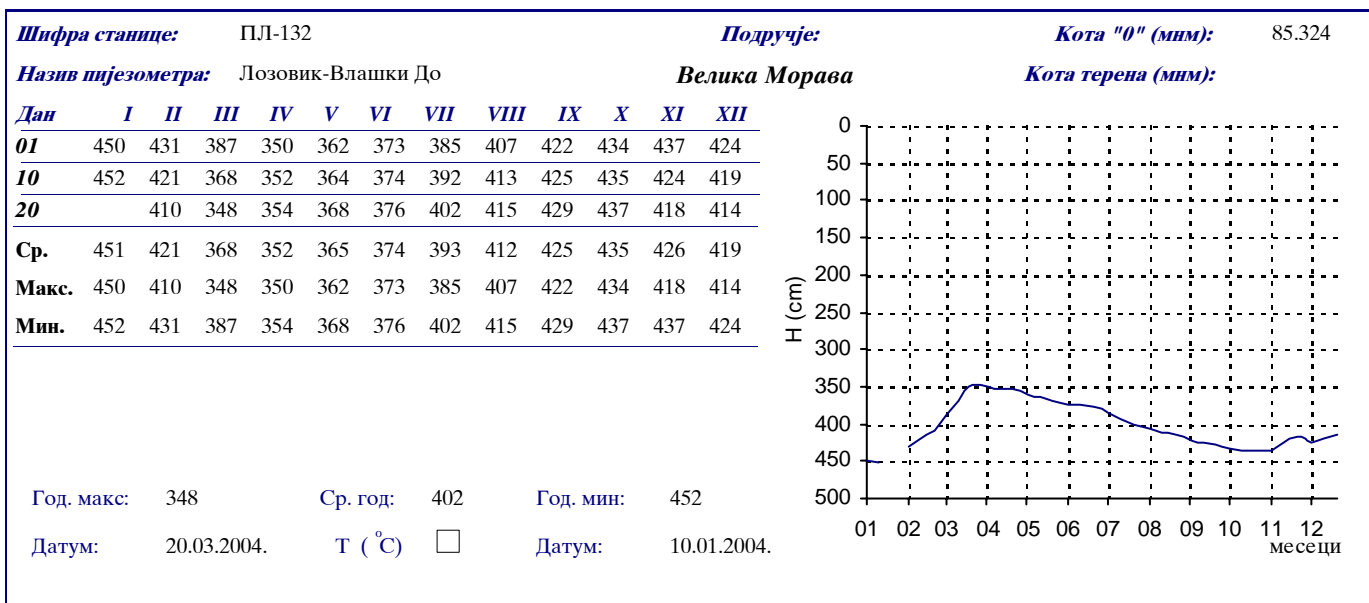 Шифра станице: ПЛ-132 Подручје: Кота "0" (мнм): 85.324
Назив пијезометра: Лозовик-Влашки До Велика Морава Кота терена (мнм):
Дан I II III IV V VI VII VIII IX X XI XII
01 450 431 387 350 362 373 385 407 422 434 437 424
10 452 421 368 352 364 374 392 413 425 435 424 419
20 410 348 354 368 376 402 415 429 437 418 414
Ср. 451 421 368 352 365 374 393 412 425 435 426 419
Макс. 450 410 348 350 362 373 385 407 422 434 418 414
Мин. 452 431 387 354 368 376 402 415 429 437 437 424
Год. макс: 348 Ср. год: 402 Год. мин: 452
Датум: 20.03.2004. Т ( °C) Датум: 10.01.2004.
H (cm)
0
50
100
150
200
250
300
350
400
450
500
01 02 03 04 05 06 07 08 09 10 11 12
месеци